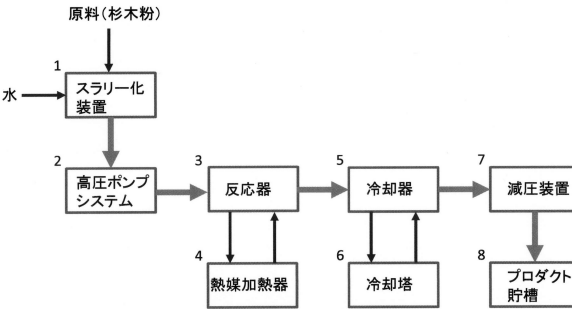 原料(杉木粉)
1
水
スラリー化
装置
2
高圧ポンプ
システム
3
反応器
4
熱媒加熱器
5
冷却器
6
冷却塔
7
減圧装置
8
プロダクト
貯槽